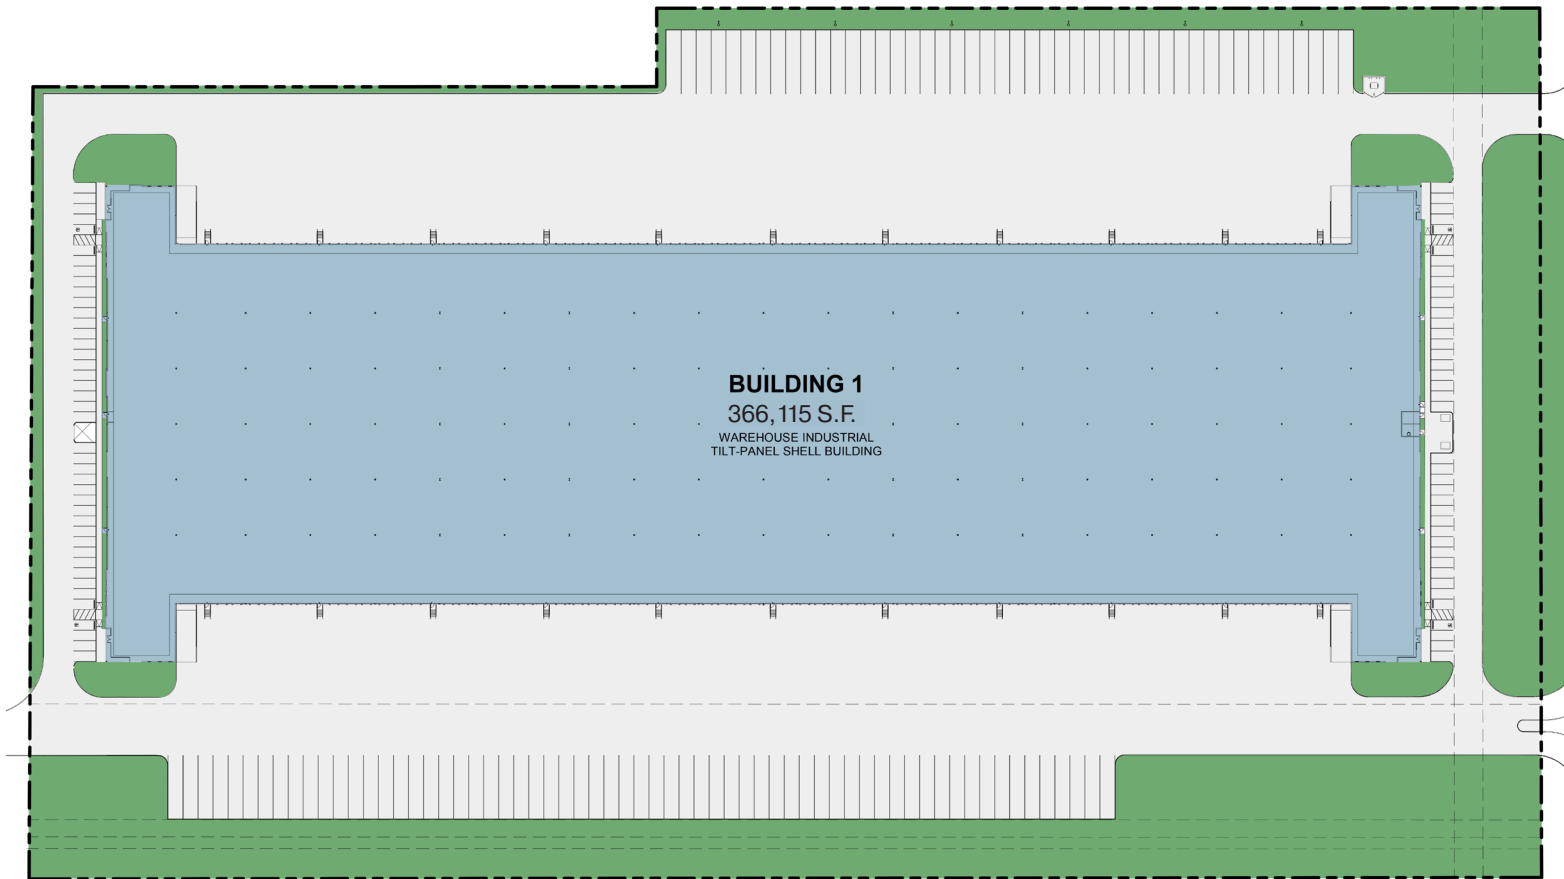 BUILDING 1
366,115 S.F.
WAREHOUSE INDUSTRIAL
TILT-PANEL SHELL BUILDING